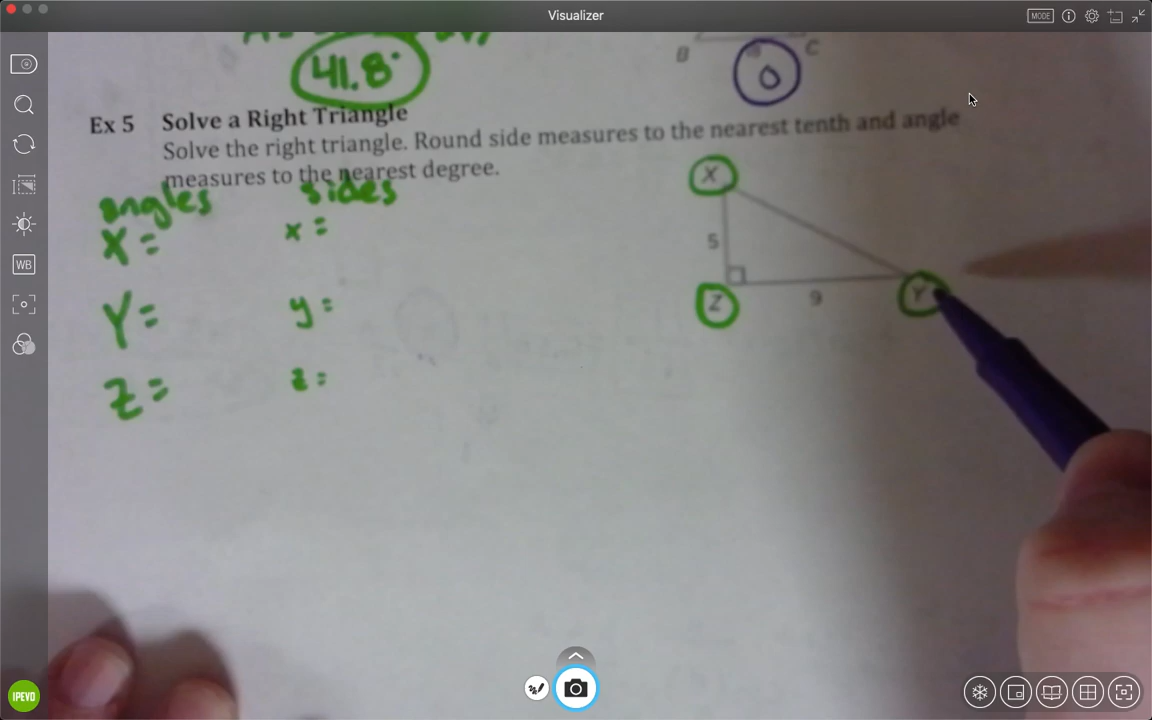 Visualizer
MODE
41.8°
B
C
0
Ex 5 Solve a Right Triangle
Solve the right triangle. Round side measures to the nearest tenth and angle
measures to the nearest degree.
angles sides
X = x =
Y = y =
Z = z =
X
5
Z
9
Y
WB
IPEVO